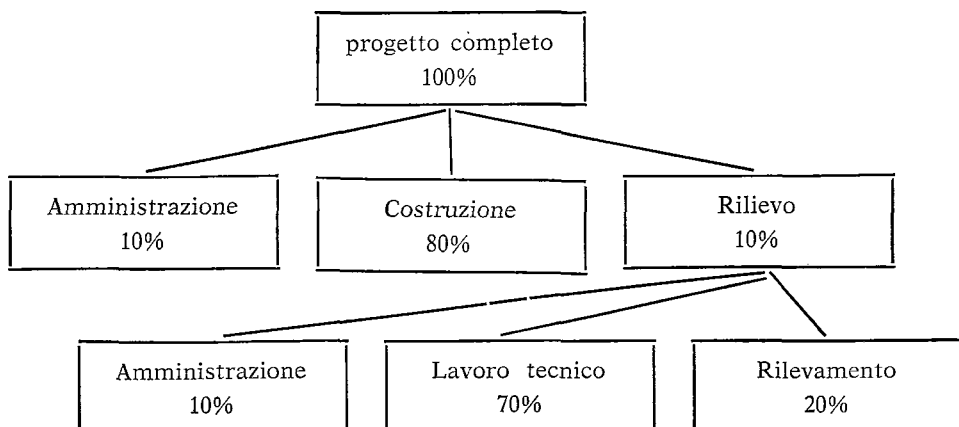 progetto completo
100%
Amministrazione
10%
Costruzione
80%
Rilievo
10%
Amministrazione
10%
Lavoro tecnico
70%
Rilevamento
20%